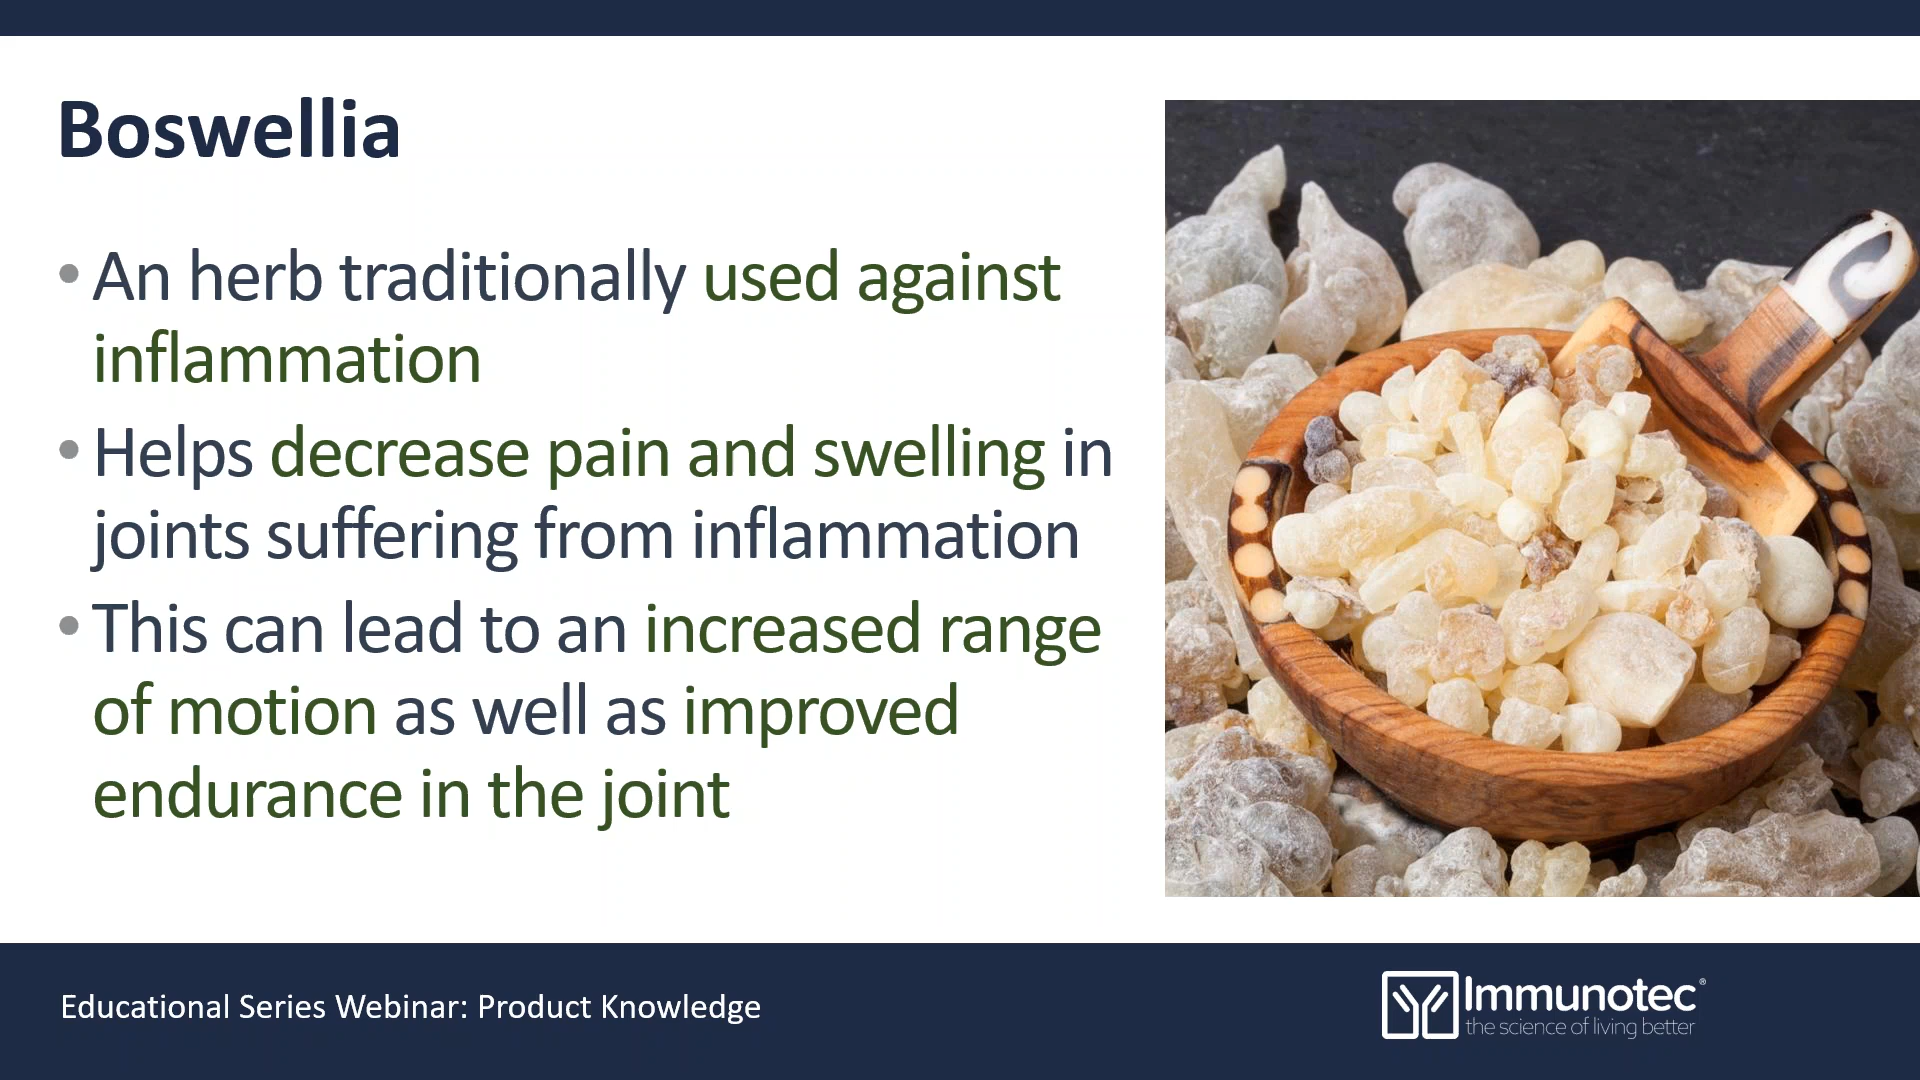 Boswellia
• An herb traditionally used against
inflammation
• Helps decrease pain and swelling in
joints suffering from inflammation
• This can lead to an increased range
of motion as well as improved
endurance in the joint
Educational Series Webinar: Product Knowledge
Immunotec®
the science of living better